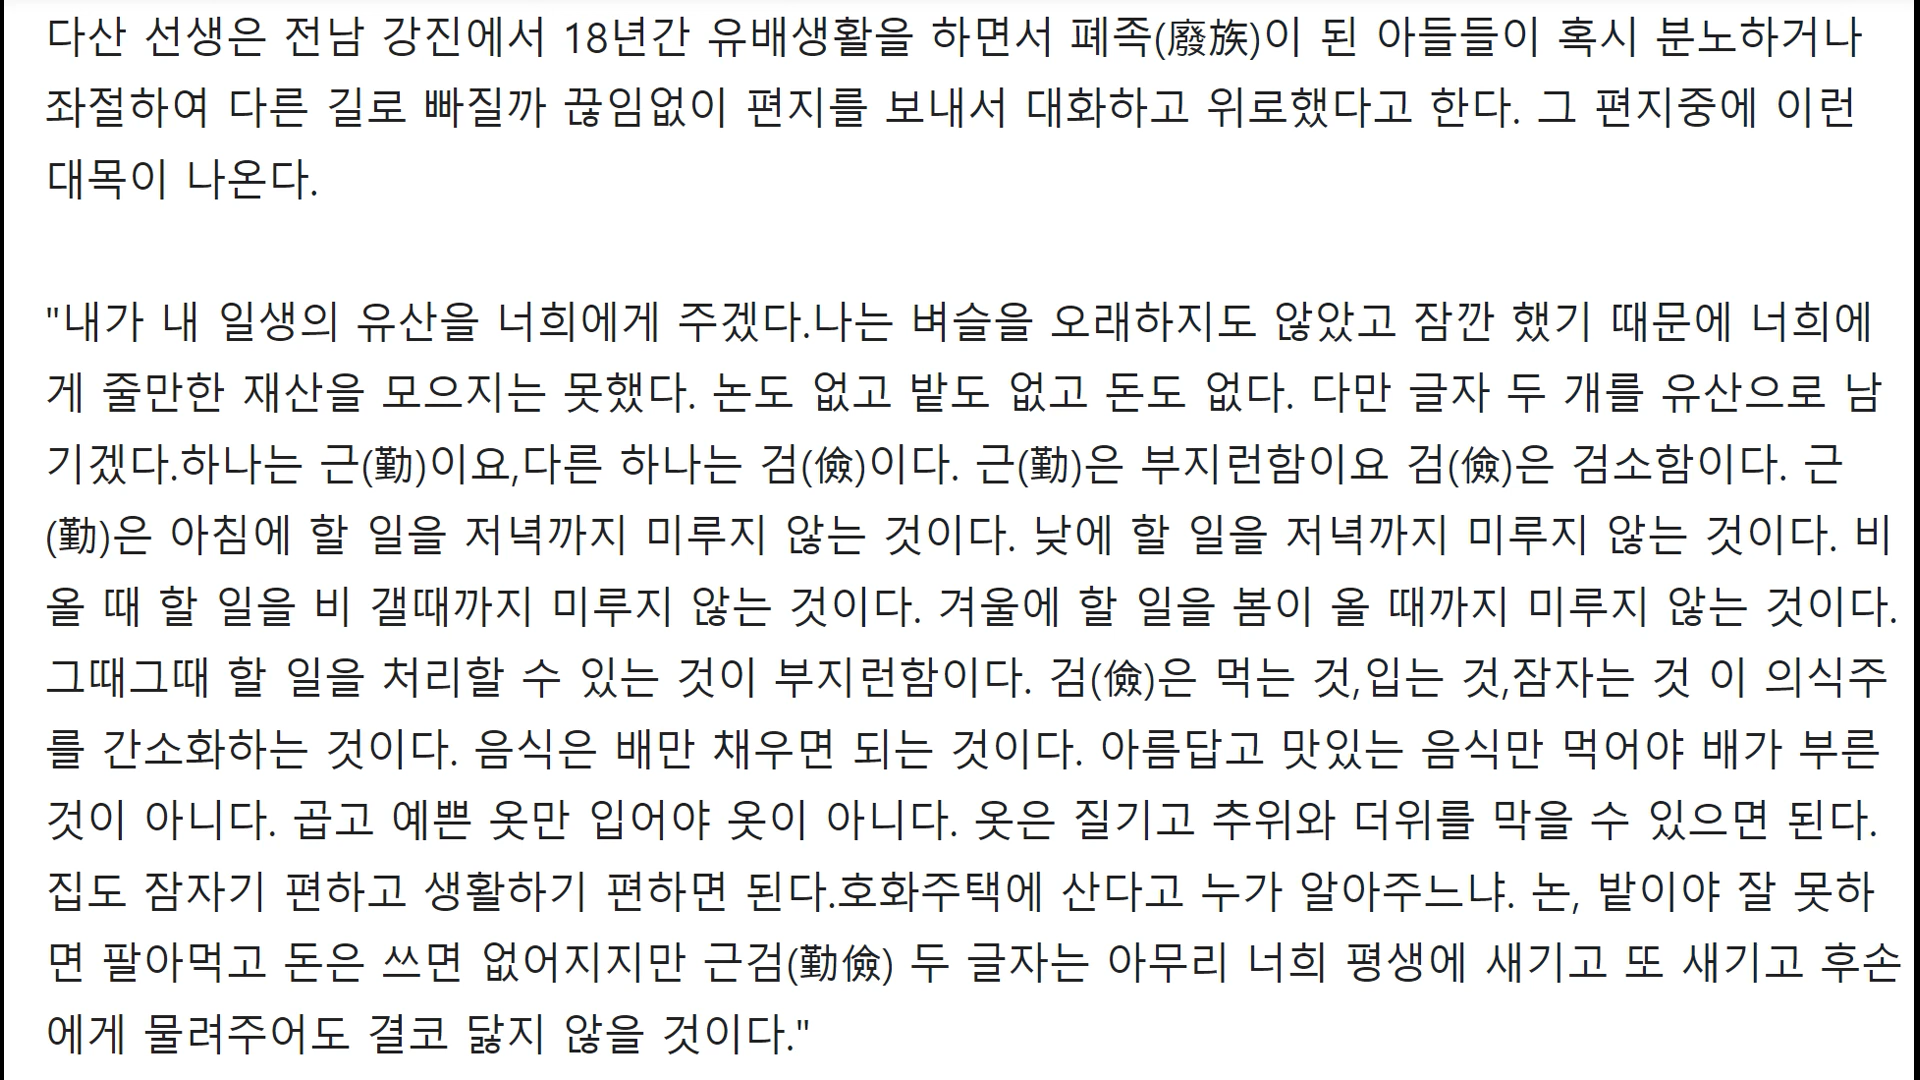 다산 선생은 전남 강진에서 18년간 유배생활을 하면서 폐족(廢族)이 된 아들들이 혹시 분노하거나
좌절하여 다른 길로 빠질까 끊임없이 편지를 보내서 대화하고 위로했다고 한다. 그 편지중에 이런
대목이 나온다.
"내가 내 일생의 유산을 너희에게 주겠다.나는 벼슬을 오래하지도 않았고 잠깐 했기 때문에 너희에
게 줄만한 재산을 모으지는 못했다. 논도 없고 밭도 없고 돈도 없다. 다만 글자 두 개를 유산으로 남
기겠다.하나는 근(勤)이요,다른 하나는 검(儉)이다. 근(勤)은 부지런함이요 검(儉)은 검소함이다. 근
(勤)은 아침에 할 일을 저녁까지 미루지 않는 것이다. 낮에 할 일을 저녁까지 미루지 않는 것이다. 비
올 때 할 일을 비 갤때까지 미루지 않는 것이다. 겨울에 할 일을 봄이 올 때까지 미루지 않는 것이다.
그때그때 할 일을 처리할 수 있는 것이 부지런함이다. 검(儉)은 먹는 것,입는 것,잠자는 것 이 의식주
를 간소화하는 것이다. 음식은 배만 채우면 되는 것이다. 아름답고 맛있는 음식만 먹어야 배가 부른
것이 아니다. 곱고 예쁜 옷만 입어야 옷이 아니다. 옷은 질기고 추위와 더위를 막을 수 있으면 된다.
집도 잠자기 편하고 생활하기 편하면 된다.호화주택에 산다고 누가 알아주느냐. 논, 밭이야 잘 못하
면 팔아먹고 돈은 쓰면 없어지지만 근검(勤儉) 두 글자는 아무리 너희 평생에 새기고 또 새기고 후손
에게 물려주어도 결코 닳지 않을 것이다."